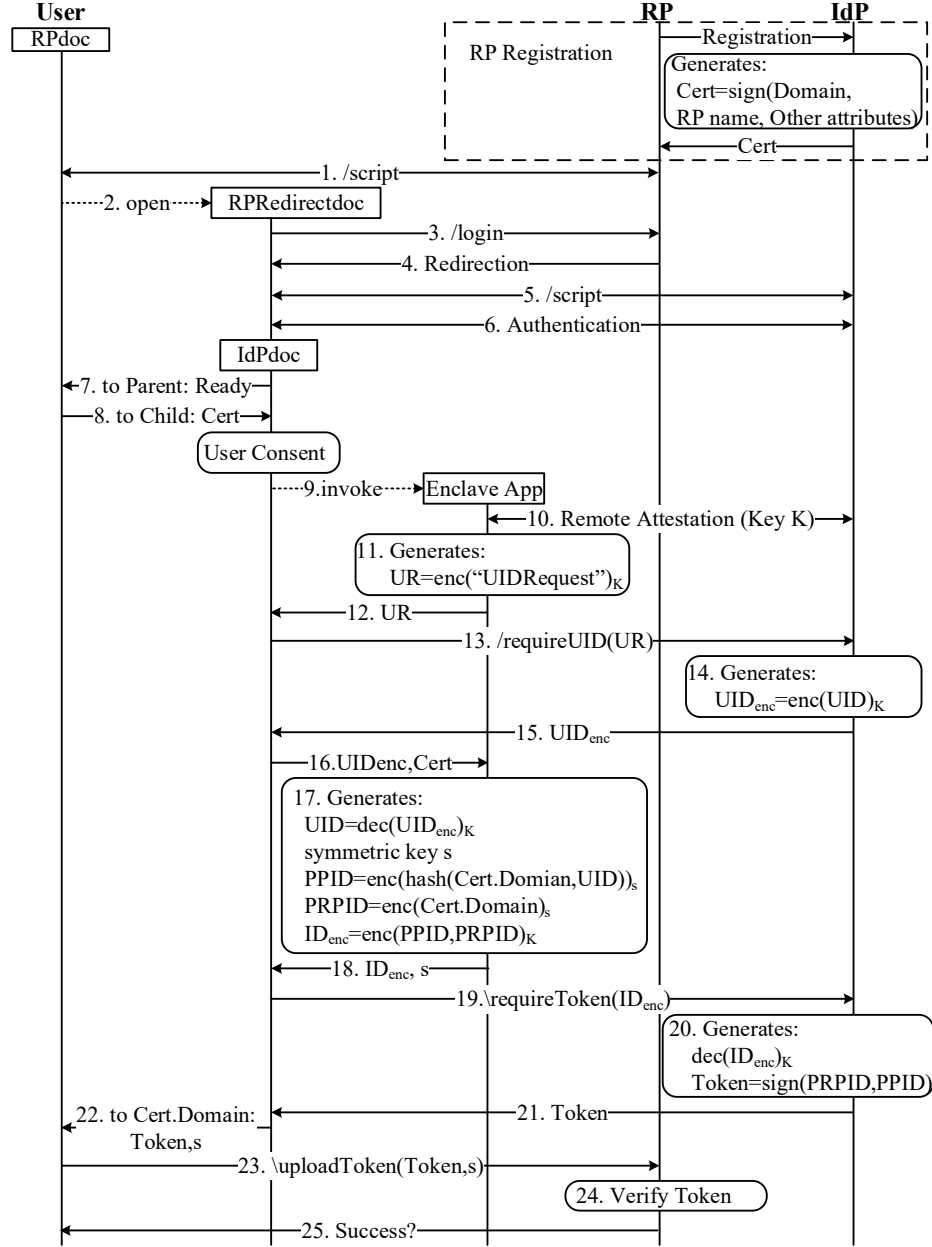 User RP IdP
RPdoc
Registration
RP Registration
Generates:
Cert=sign(Domain,
RP name, Other attributes)
Cert
1. /script
2. open
RPRedirectdoc
3. /login
4. Redirection
5. /script
6. Authentication
IdPdoc
7. to Parent: Ready
8. to Child: Cert
User Consent
9.invoke
Enclave App
10. Remote Attestation (Key K)
11. Generates:
UR=enc(“UIDRequest”)K
12. UR
13. /requireUID(UR)
14. Generates:
UIDenc=enc(UID)K
15. UIDenc
16.UIDenc,Cert
17. Generates:
UID=dec(UIDenc)K
symmetric key s
PPID=enc(hash(Cert.Domian,UID))s
PRPID=enc(Cert.Domain)s
IDenc=enc(PPID,PRPID)K
18. IDenc, s
19.\requireToken(IDenc)
20. Generates:
dec(IDenc)K
Token=sign(PRPID,PPID)
21. Token
22. to Cert.Domain:
Token,s
23. \uploadToken(Token,s)
24. Verify Token
25. Success?